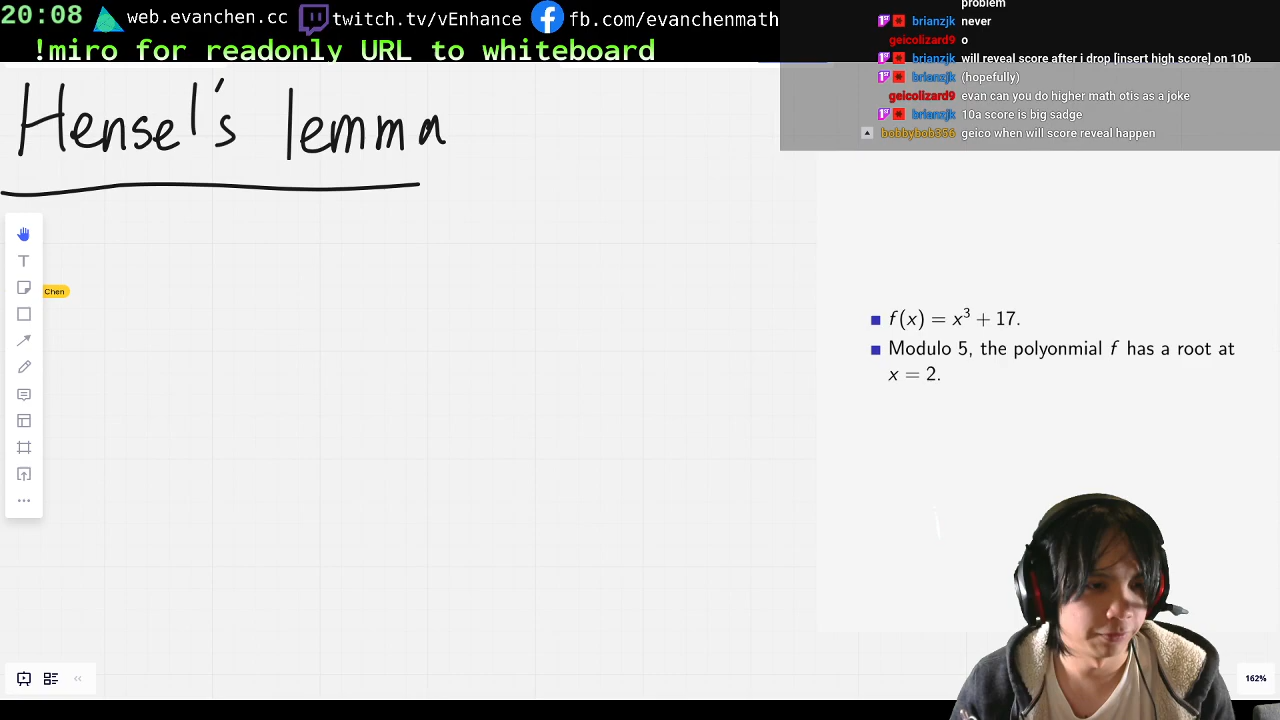 20:08 web.evanchen.cc twitch.tv/vEnhance fb.com/evanchenmath
!miro for readonly URL to whiteboard
problem
brianzjk never
geicolizard9 o
brianzjk will reveal score after i drop [insert high score] on 10b
brianzjk (hopefully)
geicolizard9 evan can you do higher math otis as a joke
brianzjk 10a score is big sadge
bobbybob356 geico when will score reveal happen
Hensel's lemma
Chen
f(x) = x³ + 17.
Modulo 5, the polyonmial f has a root at
x = 2.
162%